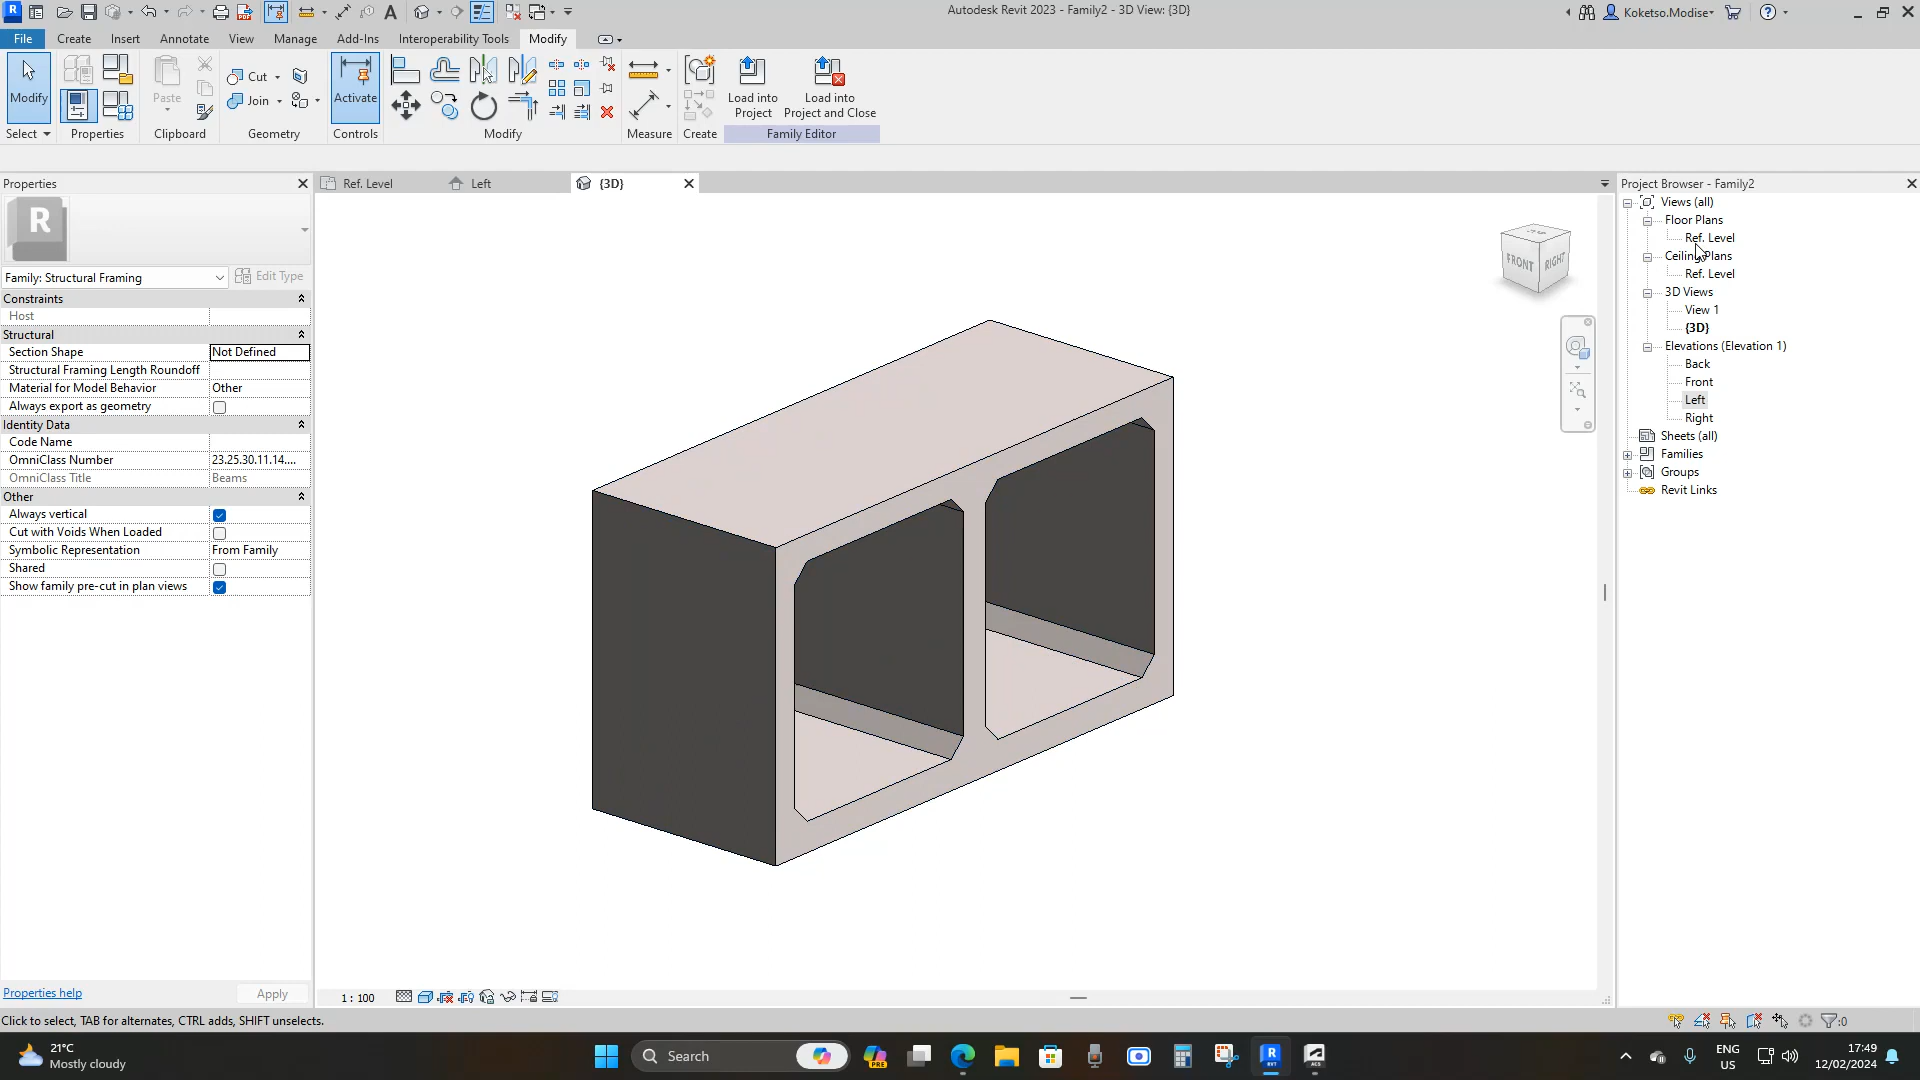 Autodesk Revit 2023 - Family2 - 3D View: {3D}
Koketso.Modise
File Create Insert Annotate View Manage Add-Ins Interoperability Tools Modify
Modify
Paste
Cut
Join
Activate
Load into
Project
Load into
Project and Close
Select Properties Clipboard Geometry Controls Modify Measure Create Family Editor
Properties
R
Family: Structural Framing
Edit Type
Constraints
Host
Structural
Section Shape Not Defined
Structural Framing Length Roundoff
Material for Model Behavior Other
Always export as geometry
Identity Data
Code Name
OmniClass Number 23.25.30.11.14....
OmniClass Title Beams
Other
Always vertical
Cut with Voids When Loaded
Symbolic Representation From Family
Shared
Show family pre-cut in plan views
Properties help
Apply
Ref. Level
Left
{3D}
FRONT
RIGHT
1 : 100
Project Browser - Family2
Views (all)
Floor Plans
Ref. Level
Ceiling Plans
Ref. Level
3D Views
View 1
{3D}
Elevations (Elevation 1)
Back
Front
Left
Right
Sheets (all)
Families
Groups
Revit Links
Click to select, TAB for alternates, CTRL adds, SHIFT unselects.
:0
21°C
Mostly cloudy
Search
ENG
US
17:49
12/02/2024